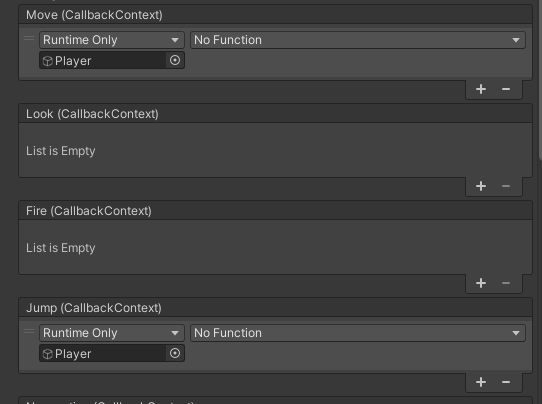 Move (CallbackContext)
Runtime Only No Function
Player
+ −
Look (CallbackContext)
List is Empty
+ −
Fire (CallbackContext)
List is Empty
+ −
Jump (CallbackContext)
Runtime Only No Function
Player
+ −